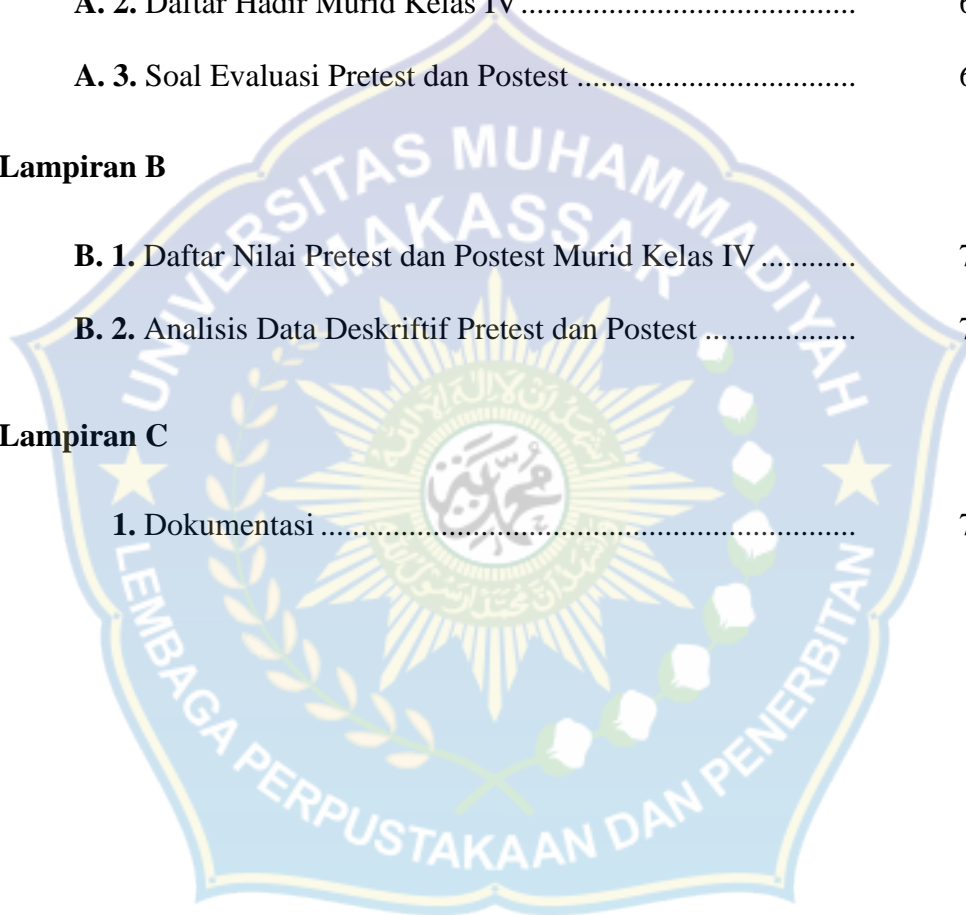 A. 2. Daftar Hadir Murid Kelas IV ..........................................
A. 3. Soal Evaluasi Pretest dan Postest ...................................
Lampiran B
B. 1. Daftar Nilai Pretest dan Postest Murid Kelas IV ............
B. 2. Analisis Data Deskriftif Pretest dan Postest ...................
Lampiran C
1. Dokumentasi ...................................................................
UNIVERSITAS MUHAMMADIYAH
MAKASSAR
LEMBAGA PERPUSTAKAAN DAN PENERBITAN